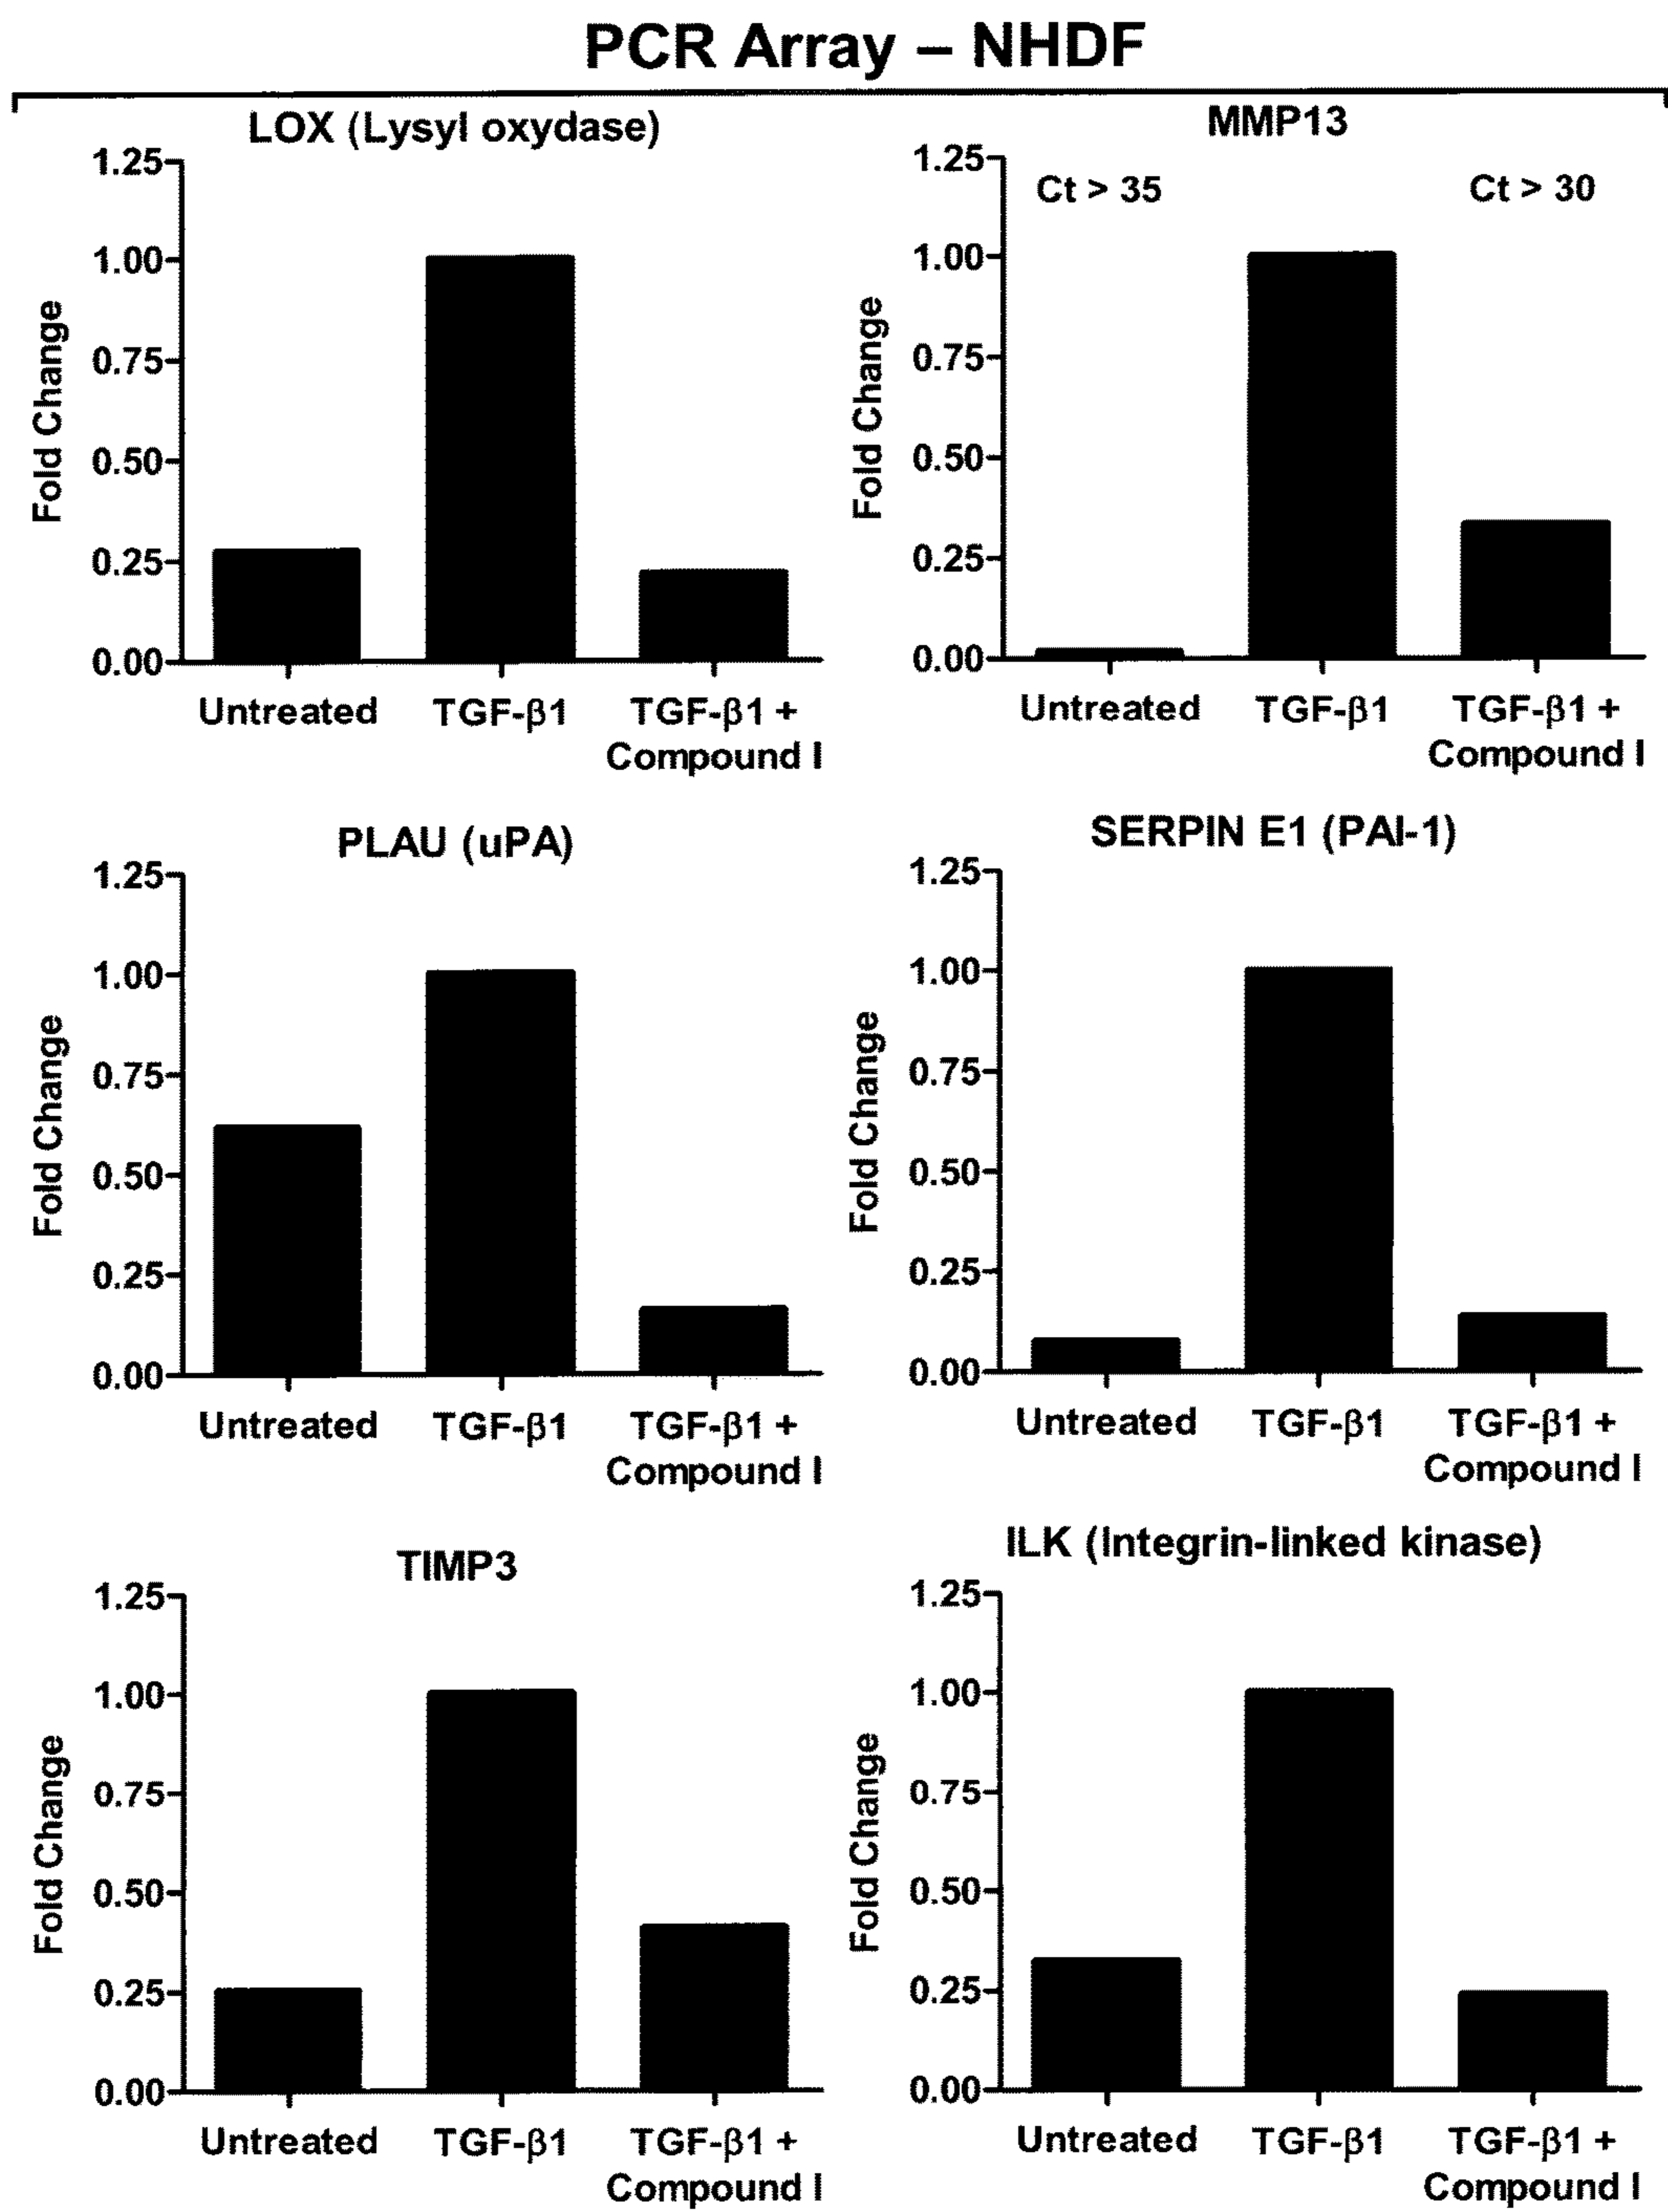 PCR Array – NHDF
LOX (Lysyl oxydase)
1.25
1.00
0.75
0.50
0.25
0.00
Fold Change
Untreated
TGF-β1
TGF-β1 +
Compound I
MMP13
Ct > 35
Ct > 30
1.25
1.00
0.75
0.50
0.25
0.00
Fold Change
Untreated
TGF-β1
TGF-β1 +
Compound I
PLAU (uPA)
1.25
1.00
0.75
0.50
0.25
0.00
Fold Change
Untreated
TGF-β1
TGF-β1 +
Compound I
SERPIN E1 (PAI-1)
1.25
1.00
0.75
0.50
0.25
0.00
Fold Change
Untreated
TGF-β1
TGF-β1 +
Compound I
TIMP3
1.25
1.00
0.75
0.50
0.25
0.00
Fold Change
Untreated
TGF-β1
TGF-β1 +
Compound I
ILK (Integrin-linked kinase)
1.25
1.00
0.75
0.50
0.25
0.00
Fold Change
Untreated
TGF-β1
TGF-β1 +
Compound I